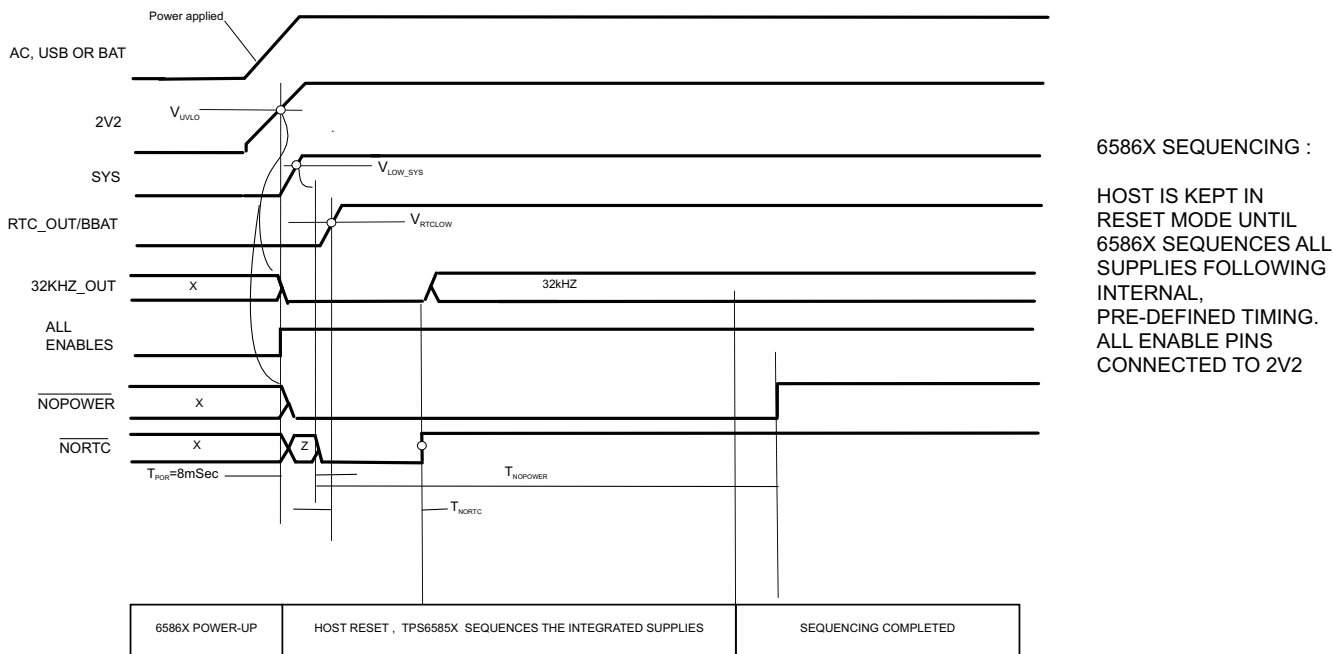 Power applied
AC, USB OR BAT
VUVLO
2V2
SYS
VLOW_SYS
RTC_OUT/BBAT
VRTCLOW
32KHZ_OUT
X
32kHZ
ALL
ENABLES
NOPOWER
X
NORTC
X
Z
TPOR=8mSec
TNOPOWER
TNORTC
6586X POWER-UP
HOST RESET , TPS6585X SEQUENCES THE INTEGRATED SUPPLIES
SEQUENCING COMPLETED
6586X SEQUENCING :
HOST IS KEPT IN
RESET MODE UNTIL
6586X SEQUENCES ALL
SUPPLIES FOLLOWING
INTERNAL,
PRE-DEFINED TIMING.
ALL ENABLE PINS
CONNECTED TO 2V2